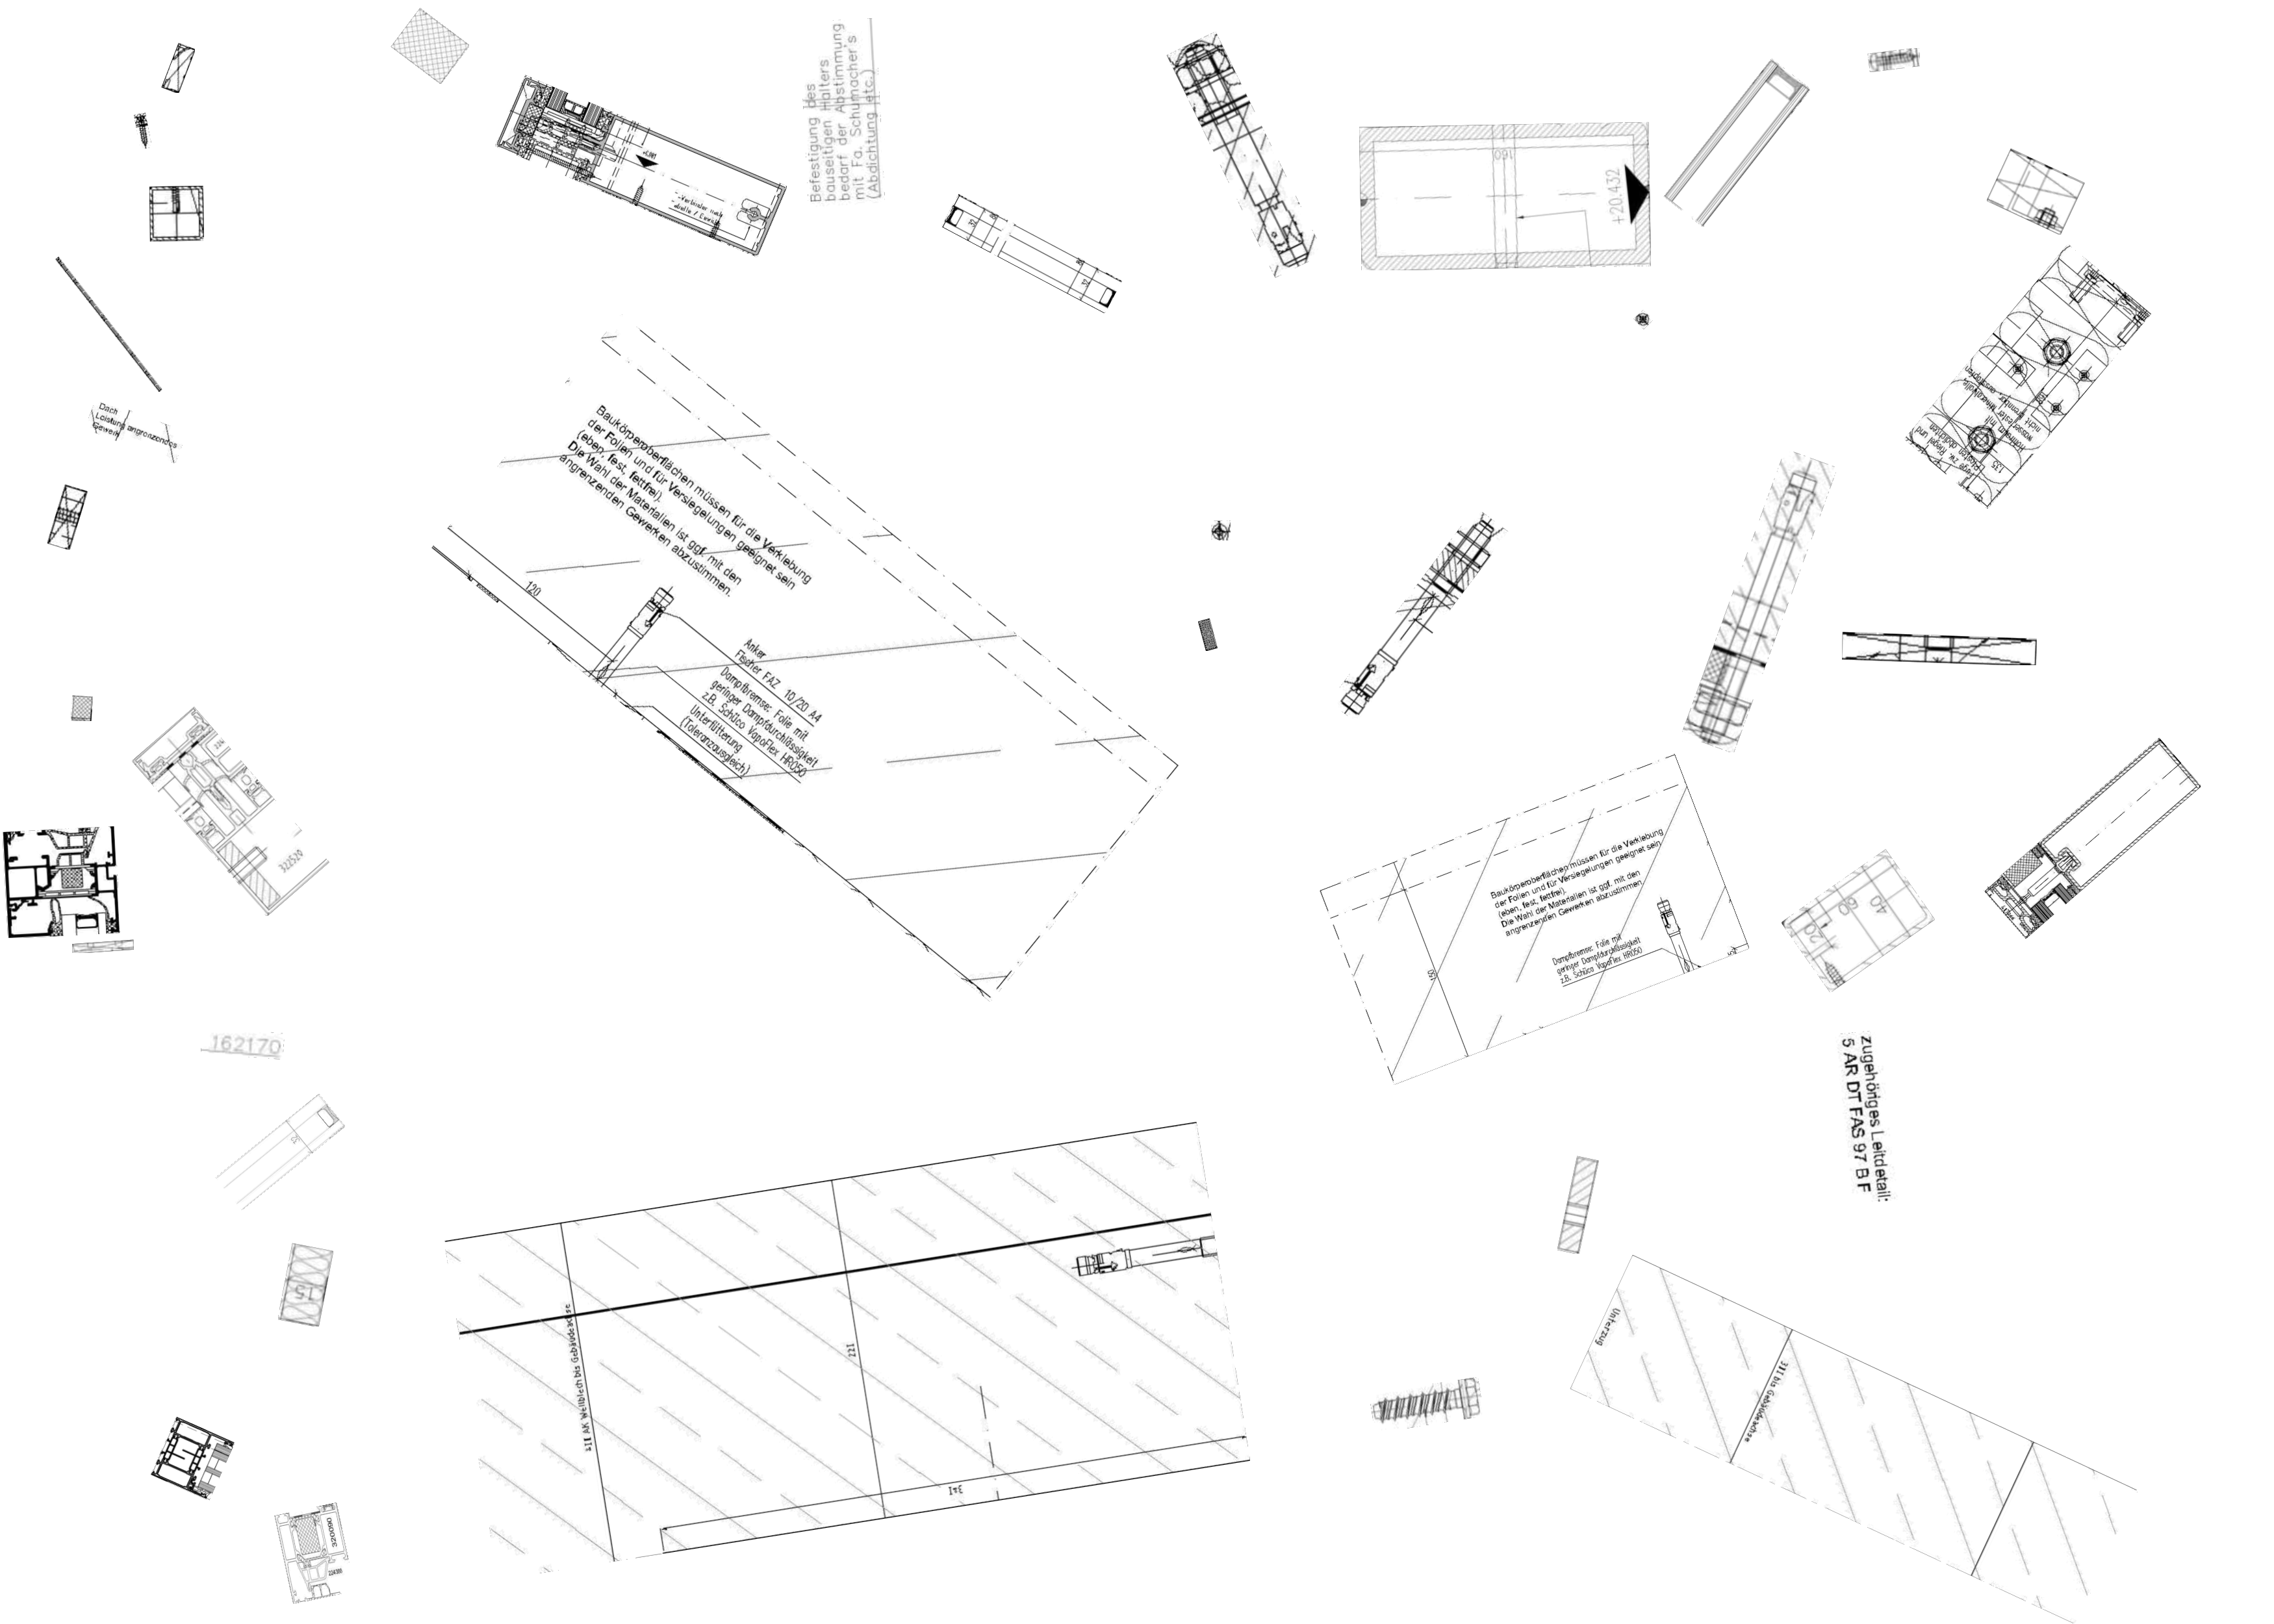 Befestigung des
bauseitigen Halters
bedarf der Abstimmung
mit Fa. Schumacher's
(Abdichtung etc.)
160
+20.432
Dach
Leistung angrenzendes
Gewerk
Baukörperoberflächen müssen für die Verklebung
der Folien und für Versiegelungen geeignet sein
(eben, fest, fettfrei).
Die Wahl der Materialien ist ggf. mit den
angrenzenden Gewerken abzustimmen.
120
Anker
Fischer FAZ 10/20 A4
Dampfbremse: Folie mit
geringer Dampfdurchlässigkeit
z.B. Schüco VapoFlex HR050
Unterfütterung
(Toleranzausgleich)
322520
Baukörperoberflächen müssen für die Verklebung
der Folien und für Versiegelungen geeignet sein
(eben, fest, fettfrei).
Die Wahl der Materialien ist ggf. mit den
angrenzenden Gewerken abzustimmen.
Dampfbremse: Folie mit
geringer Dampfdurchlässigkeit
z.B. Schüco VapoFlex HR050
150
20
60
40
162170
zugehöriges Leitdetail:
5 AR DT FAS 97 B F
15
AK Wellblech bis Gebäudeachse
Unterzug
bis Gebäudeachse
320090